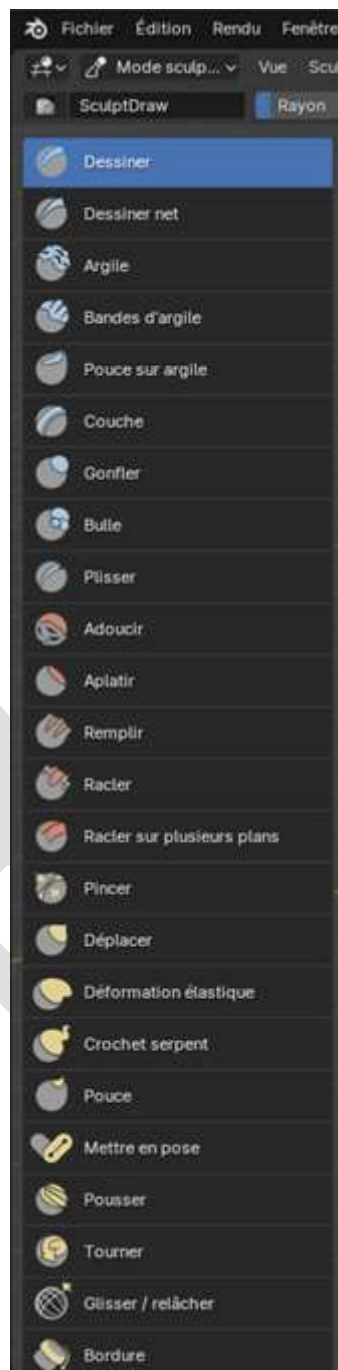 Fichier Édition Rendu Fenêtre
Mode sculp... Vue Scul
SculptDraw Rayon
Dessiner
Dessiner net
Argile
Bandes d'argile
Pouce sur argile
Couche
Gonfler
Bulle
Plisser
Adoucir
Aplatir
Remplir
Racler
Racler sur plusieurs plans
Pincer
Déplacer
Déformation élastique
Crochet serpent
Pouce
Mettre en pose
Pousser
Tourner
Glisser / relâcher
Bordure